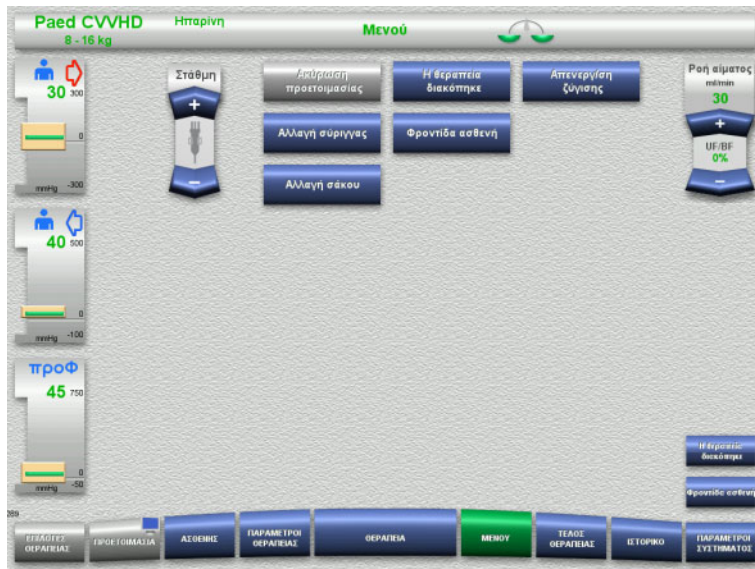 Paed CVVHD
8 - 16 kg
Ηπαρίνη
Μενού
30
300
0
-300
mmHg
Στάθμη
+
−
Ακύρωση
προετοιμασίας
Η θεραπεία
διακόπηκε
Απενεργίση
ζύγισης
Αλλαγή σύριγγας
Φροντίδα ασθενή
Αλλαγή σάκου
Ροή αίματος
ml/min
30
+
UF/BF
0%
−
40
500
0
-100
mmHg
προΦ
45
750
0
-50
mmHg
Η θεραπεία
διακόπηκε
Φροντίδα ασθενή
ΕΠΙΛΟΓΕΣ
ΘΕΡΑΠΕΙΑΣ
ΠΡΟΕΤΟΙΜΑΣΙΑ
ΑΣΘΕΝΗΣ
ΠΑΡΑΜΕΤΡΟΙ
ΘΕΡΑΠΕΙΑΣ
ΘΕΡΑΠΕΙΑ
ΜΕΝΟΥ
ΤΕΛΟΣ
ΘΕΡΑΠΕΙΑΣ
ΙΣΤΟΡΙΚΟ
ΠΑΡΑΜΕΤΡΟΙ
ΣΥΣΤΗΜΑΤΟΣ